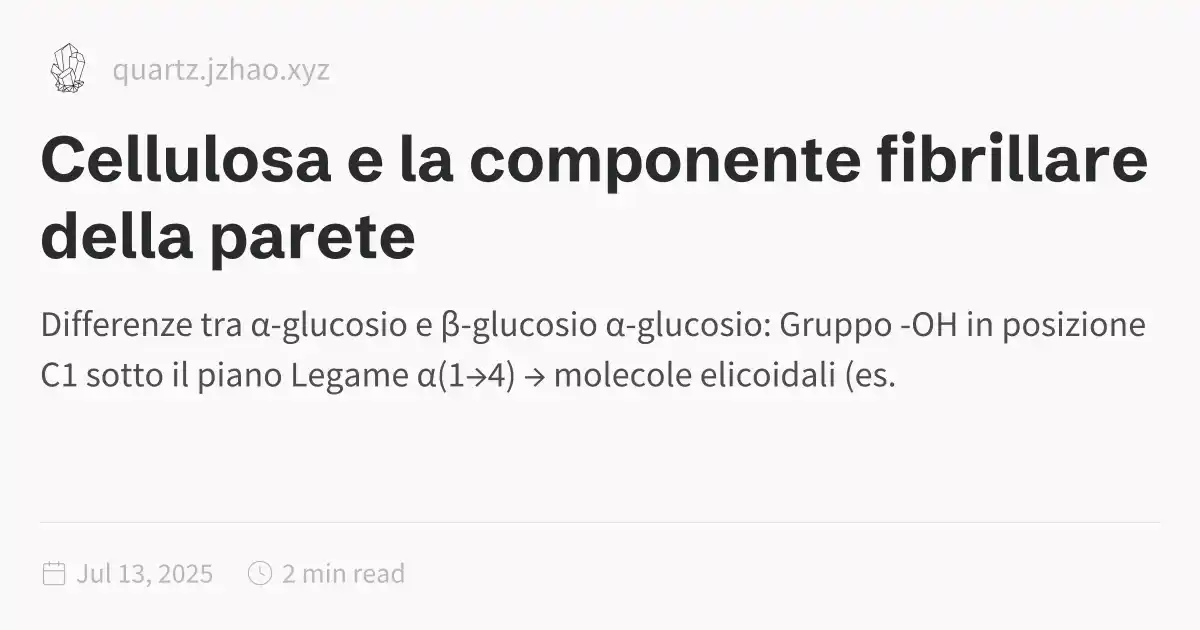 quartz.jzhao.xyz
Cellulosa e la componente fibrillare
della parete
Differenze tra α-glucosio e β-glucosio α-glucosio: Gruppo -OH in posizione
C1 sotto il piano Legame α(1→4) → molecole elicoidali (es.
Jul 13, 2025 2 min read